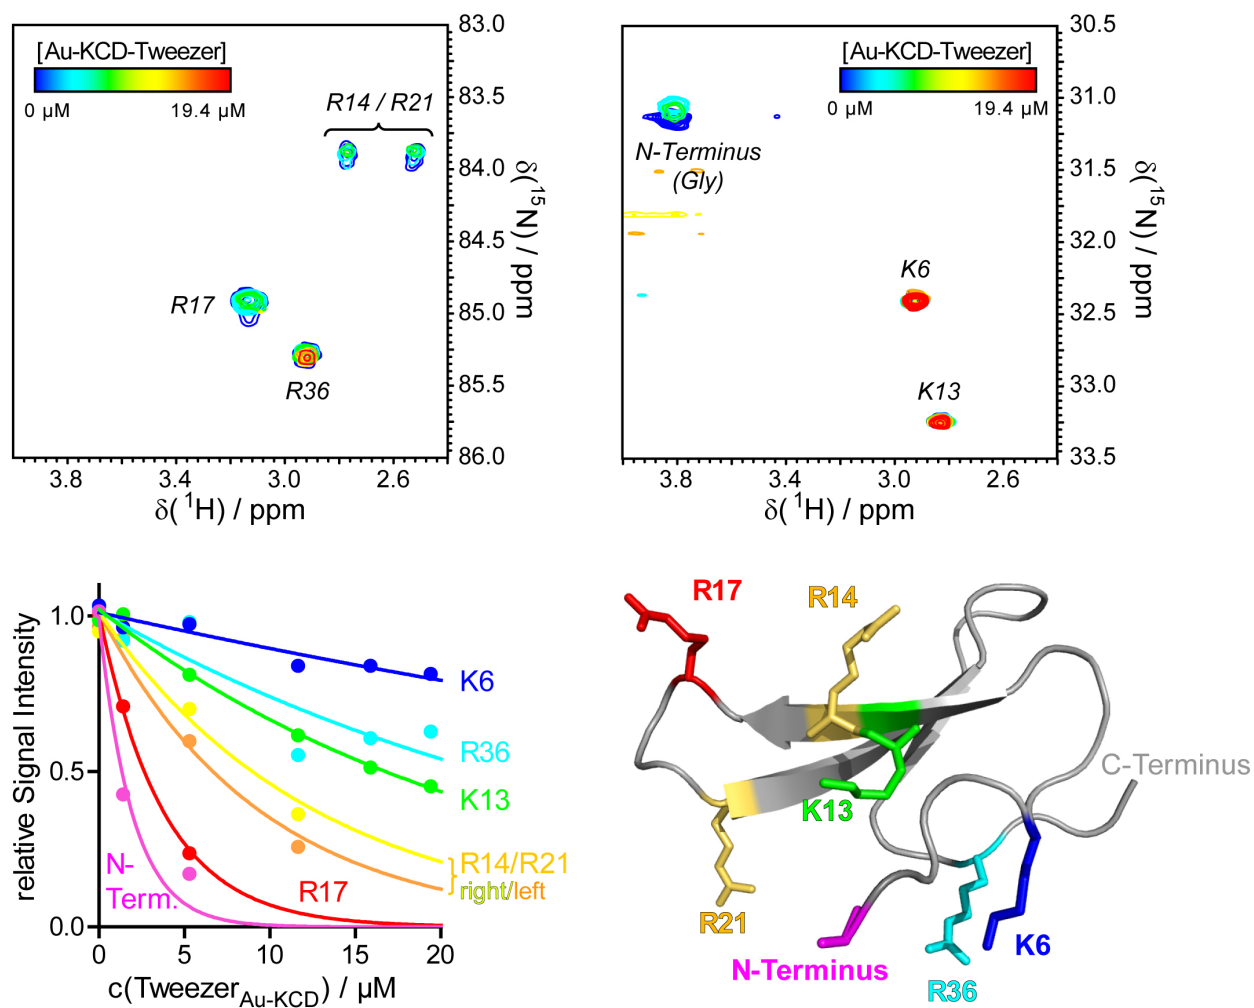 [Au-KCD-Tweezer]
0 µM 19.4 µM
R14 / R21
R17
R36
83.0
83.5
84.0
84.5
85.0
85.5
86.0
δ(¹⁵N) / ppm
3.8 3.4 3.0 2.6
δ(¹H) / ppm
[Au-KCD-Tweezer]
0 µM 19.4 µM
N-Terminus
(Gly)
K6
K13
30.5
31.0
31.5
32.0
32.5
33.0
33.5
δ(¹⁵N) / ppm
3.8 3.4 3.0 2.6
δ(¹H) / ppm
relative Signal Intensity
1.0
0.5
0.0
K6
R36
K13
R14/R21
right/left
R17
N-
Term.
0 5 10 15 20
c(Tweezer_Au-KCD) / µM
R17
R14
C-Terminus
K13
R21
N-Terminus
K6
R36